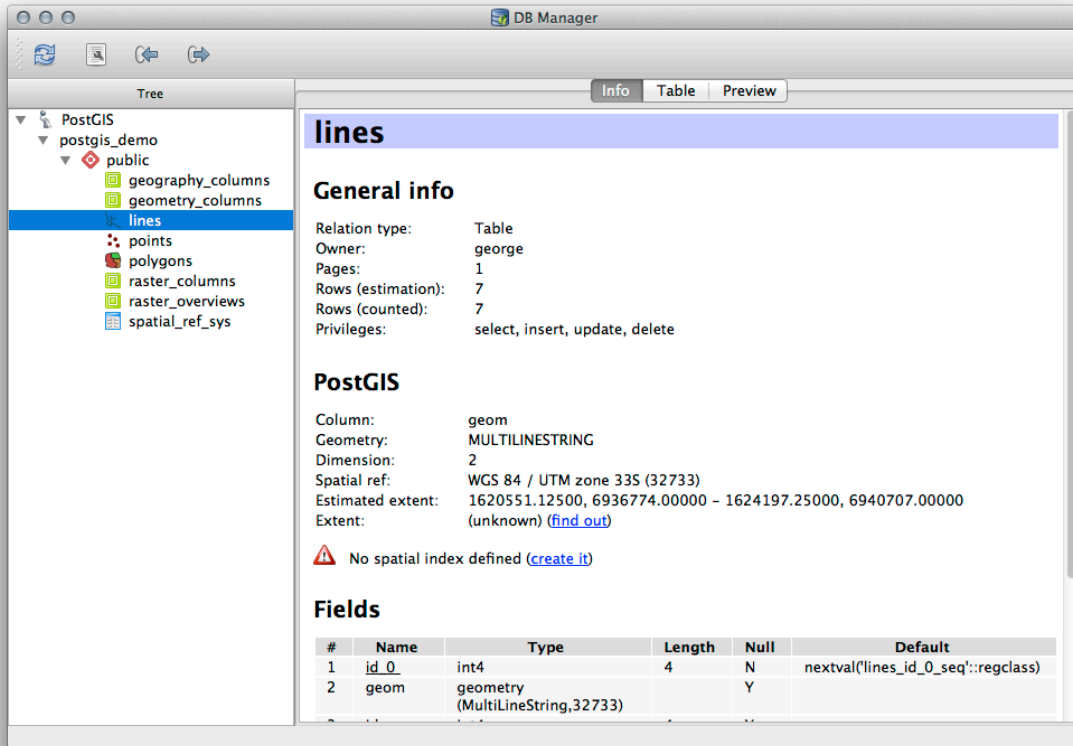 DB Manager
Tree
Info Table Preview
PostGIS
postgis_demo
public
geography_columns
geometry_columns
lines
points
polygons
raster_columns
raster_overviews
spatial_ref_sys
lines
General info
Relation type: Table
Owner: george
Pages: 1
Rows (estimation): 7
Rows (counted): 7
Privileges: select, insert, update, delete
PostGIS
Column: geom
Geometry: MULTILINESTRING
Dimension: 2
Spatial ref: WGS 84 / UTM zone 33S (32733)
Estimated extent: 1620551.12500, 6936774.00000 - 1624197.25000, 6940707.00000
Extent: (unknown) (find out)
No spatial index defined (create it)
Fields
# Name Type Length Null Default
1 id_0 int4 4 N nextval('lines_id_0_seq'::regclass)
2 geom geometry Y
(MultiLineString,32733)